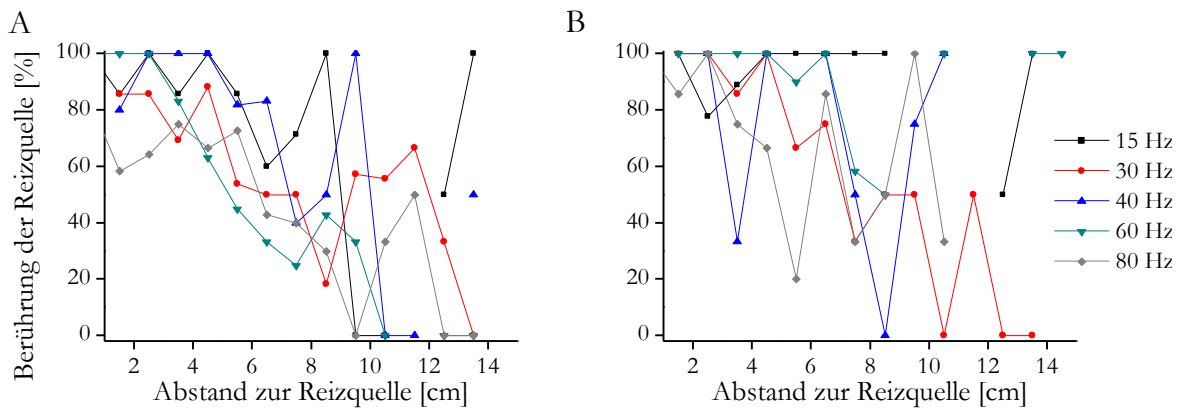 A
B
Berührung der Reizquelle [%]
100
80
60
40
20
0
2 4 6 8 10 12 14
Abstand zur Reizquelle [cm]
100
80
60
40
20
0
2 4 6 8 10 12 14
Abstand zur Reizquelle [cm]
15 Hz
30 Hz
40 Hz
60 Hz
80 Hz